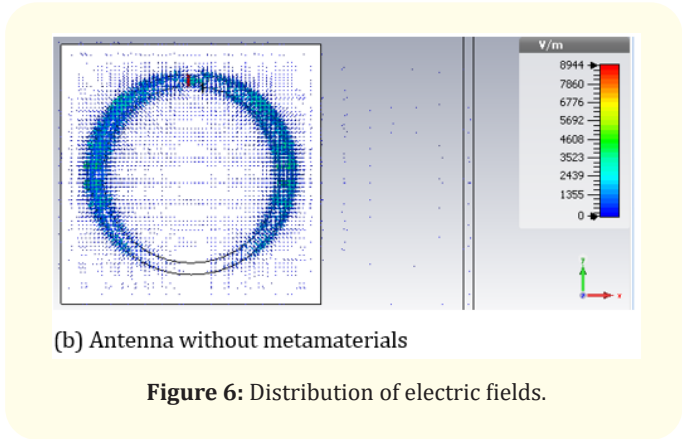 V/m
8944
7860
6776
5692
4608
3523
2439
1355
0
y
x
(b) Antenna without metamaterials
Figure 6: Distribution of electric fields.